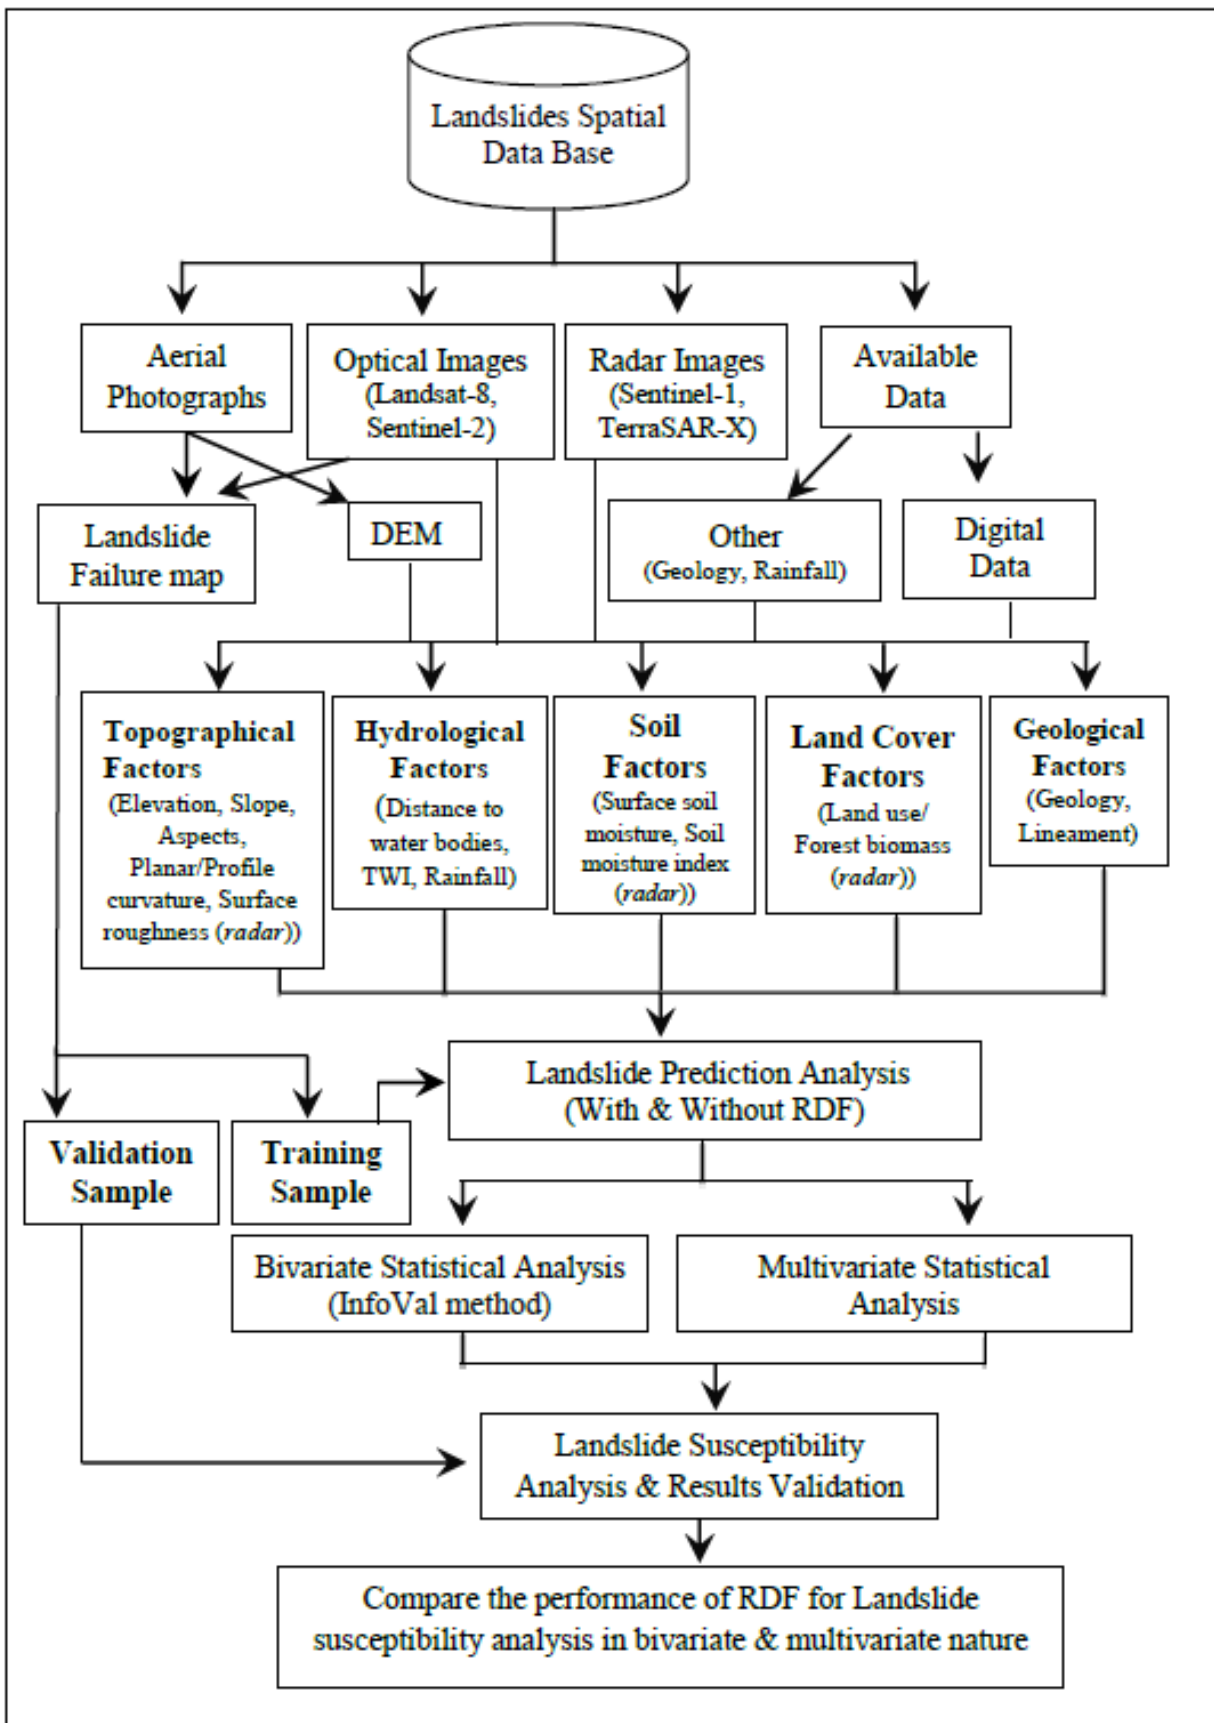 Landslides Spatial
Data Base
Aerial
Photographs
Optical Images
(Landsat-8,
Sentinel-2)
Radar Images
(Sentinel-1,
TerraSAR-X)
Available
Data
Landslide
Failure map
DEM
Other
(Geology, Rainfall)
Digital
Data
Topographical
Factors
(Elevation, Slope,
Aspects,
Planar/Profile
curvature, Surface
roughness (radar))
Hydrological
Factors
(Distance to
water bodies,
TWI, Rainfall)
Soil
Factors
(Surface soil
moisture, Soil
moisture index
(radar))
Land Cover
Factors
(Land use/
Forest biomass
(radar))
Geological
Factors
(Geology,
Lineament)
Landslide Prediction Analysis
(With & Without RDF)
Validation
Sample
Training
Sample
Bivariate Statistical Analysis
(InfoVal method)
Multivariate Statistical
Analysis
Landslide Susceptibility
Analysis & Results Validation
Compare the performance of RDF for Landslide
susceptibility analysis in bivariate & multivariate nature